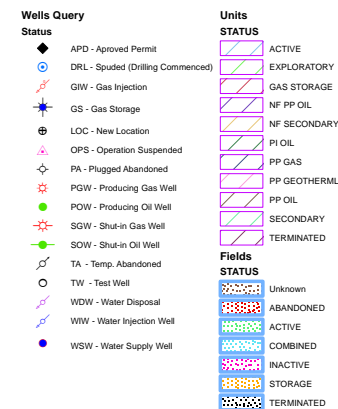 Wells Query
Status
APD - Aproved Permit
DRL - Spuded (Drilling Commenced)
GIW - Gas Injection
GS - Gas Storage
LOC - New Location
OPS - Operation Suspended
PA - Plugged Abandoned
PGW - Producing Gas Well
POW - Producing Oil Well
SGW - Shut-in Gas Well
SOW - Shut-in Oil Well
TA - Temp. Abandoned
TW - Test Well
WDW - Water Disposal
WIW - Water Injection Well
WSW - Water Supply Well
Units
STATUS
ACTIVE
EXPLORATORY
GAS STORAGE
NF PP OIL
NF SECONDARY
PI OIL
PP GAS
PP GEOTHERML
PP OIL
SECONDARY
TERMINATED
Fields
STATUS
Unknown
ABANDONED
ACTIVE
COMBINED
INACTIVE
STORAGE
TERMINATED